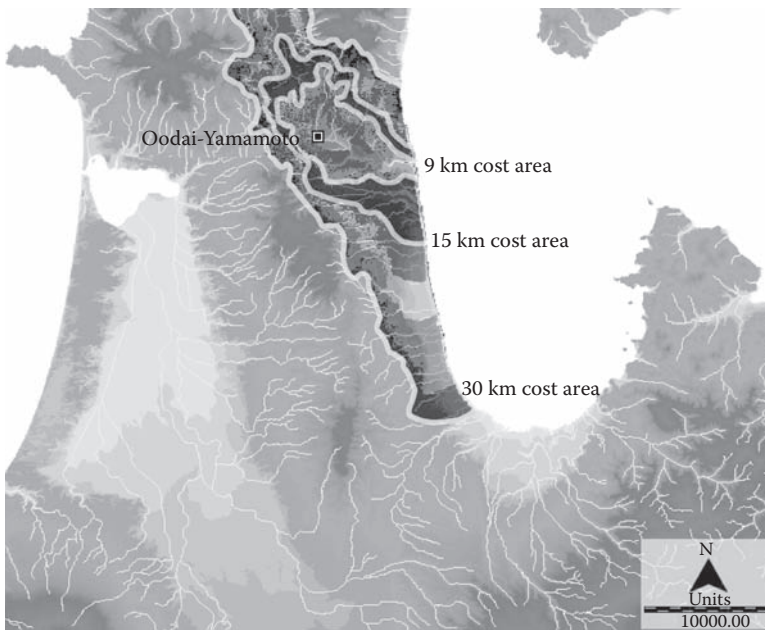 Oodai-Yamamoto
9 km cost area
15 km cost area
30 km cost area
N
Units
10000.00